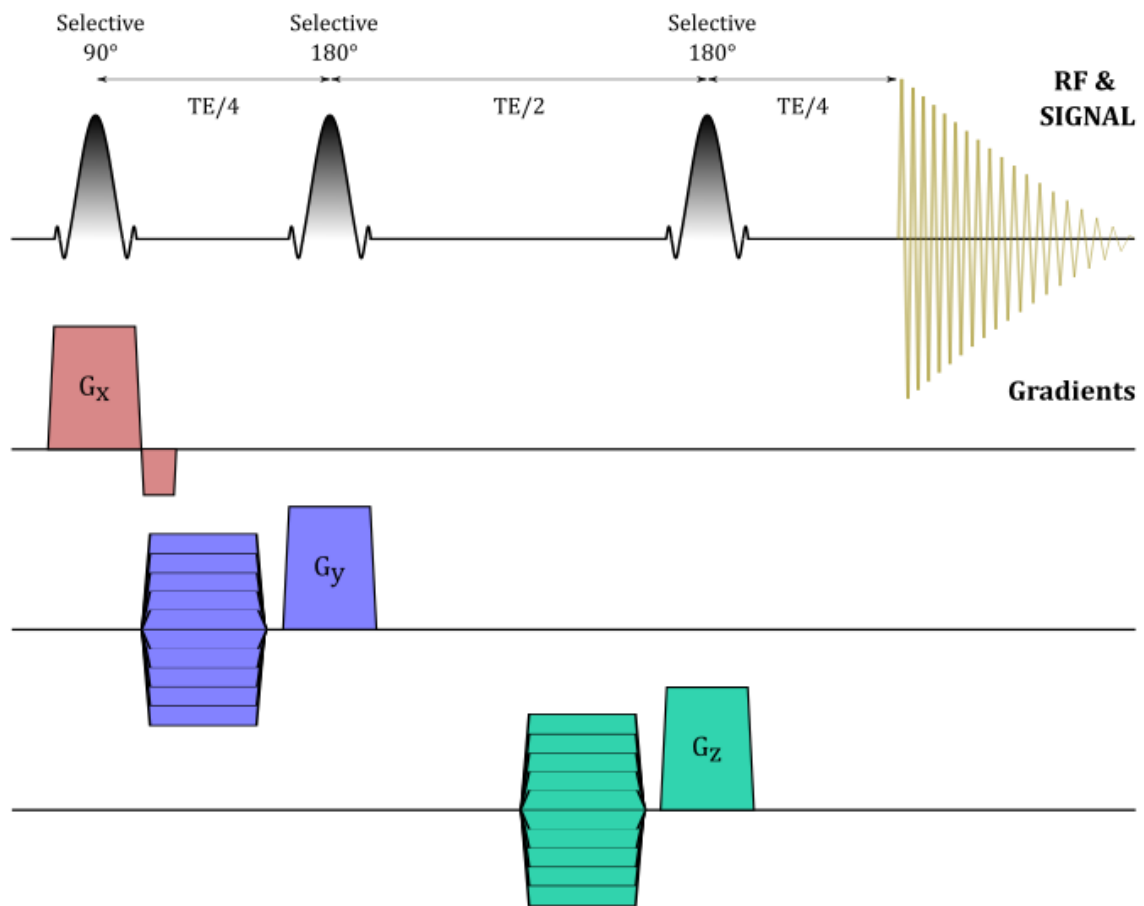 Selective
90°
Selective
180°
Selective
180°
TE/4
TE/2
TE/4
RF &
SIGNAL
Gx
Gradients
Gy
Gz